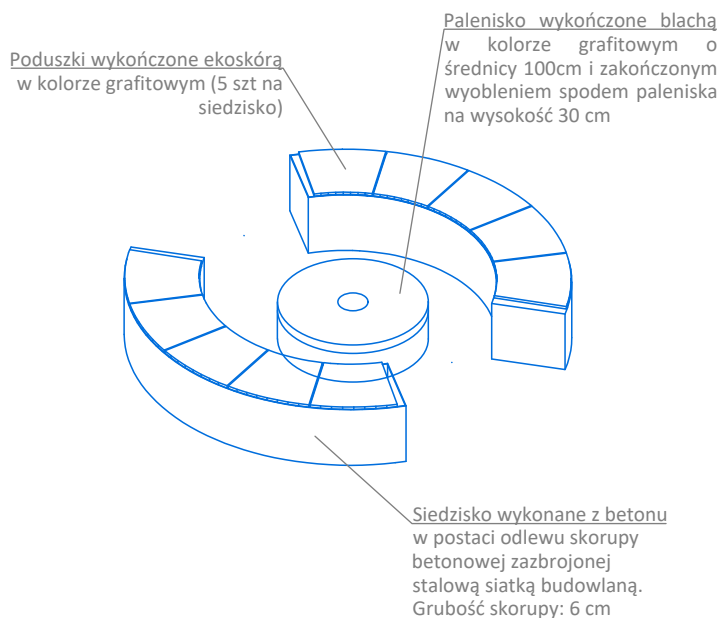 Poduszki wykończone ekoskórą
w kolorze grafitowym (5 szt na
siedzisko)
Palenisko wykończone blachą
w kolorze grafitowym o
średnicy 100cm i zakończonym
wyobleniem spodem paleniska
na wysokość 30 cm
Siedzisko wykonane z betonu
w postaci odlewu skorupy
betonowej zazbrojonej
stalową siatką budowlaną.
Grubość skorupy: 6 cm